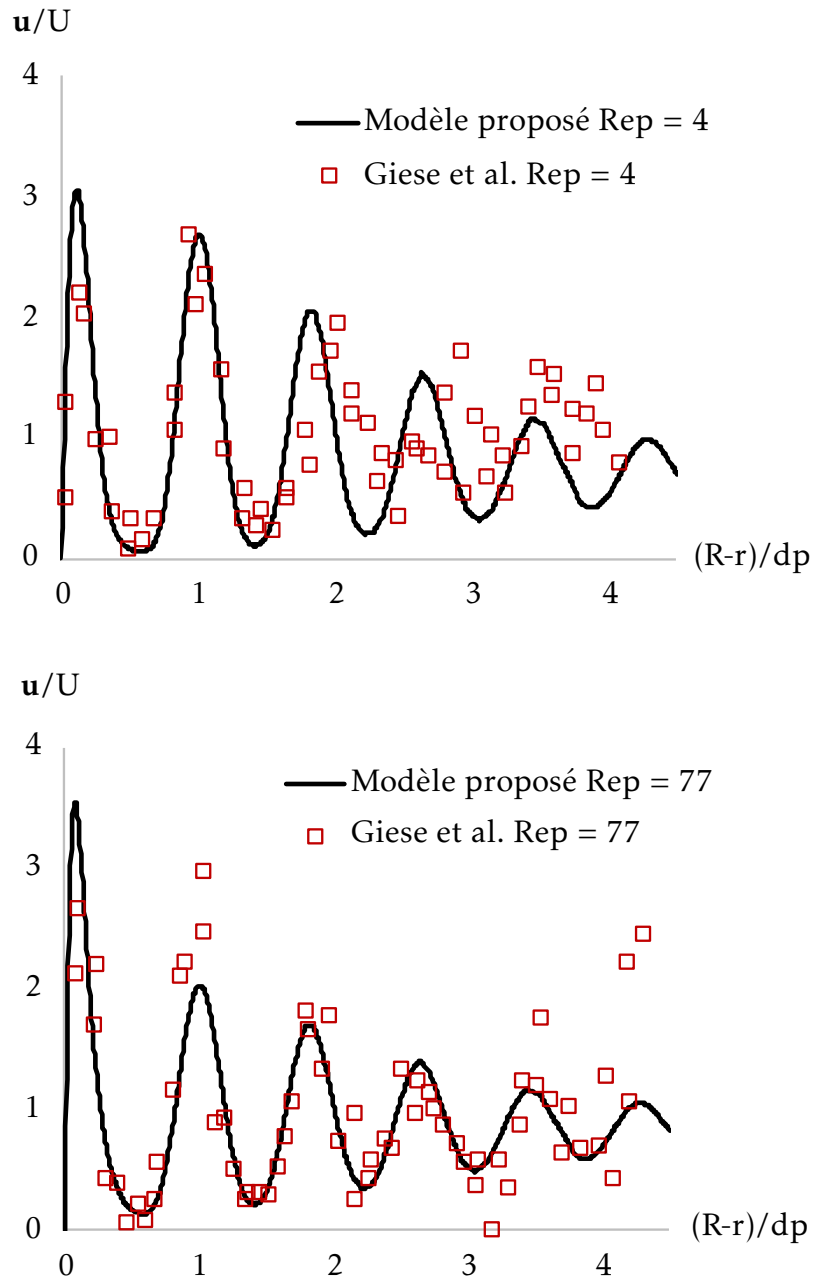 u/U
4
Modèle proposé Rep = 4
Giese et al. Rep = 4
3
2
1
0
(R-r)/dp
0 1 2 3 4
u/U
4
Modèle proposé Rep = 77
Giese et al. Rep = 77
3
2
1
0
(R-r)/dp
0 1 2 3 4